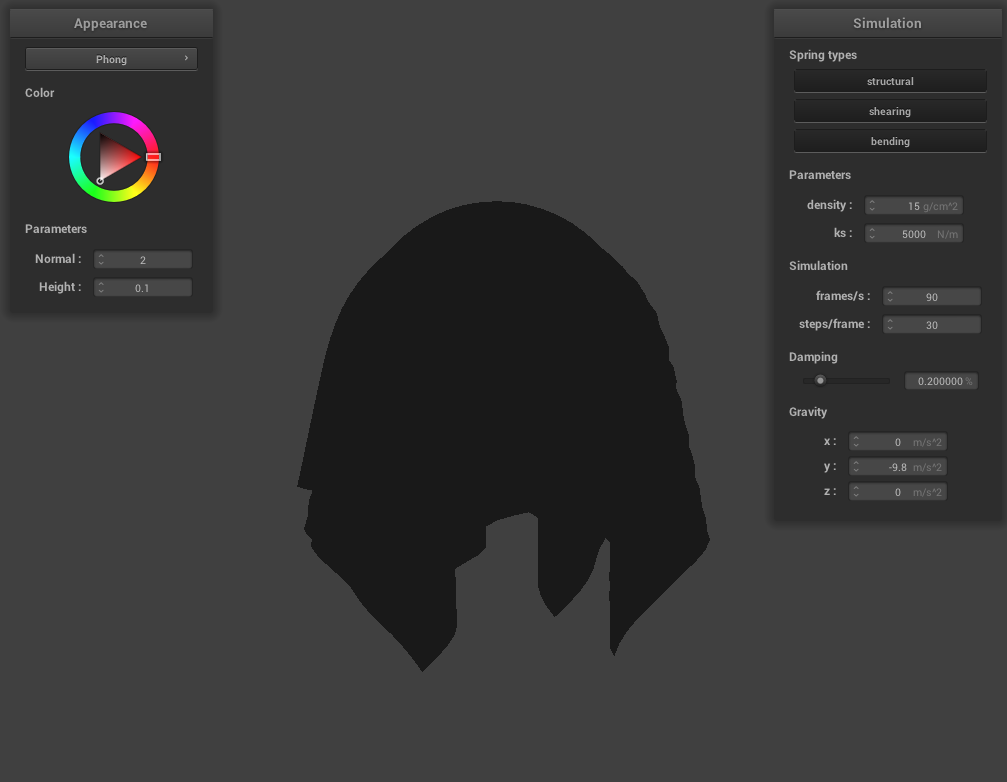 Appearance
Phong ›
Color
Parameters
Normal : 2
Height : 0.1
Simulation
Spring types
structural
shearing
bending
Parameters
density : 15 g/cm^2
ks : 5000 N/m
Simulation
frames/s : 90
steps/frame : 30
Damping
0.200000 %
Gravity
x : 0 m/s^2
y : -9.8 m/s^2
z : 0 m/s^2